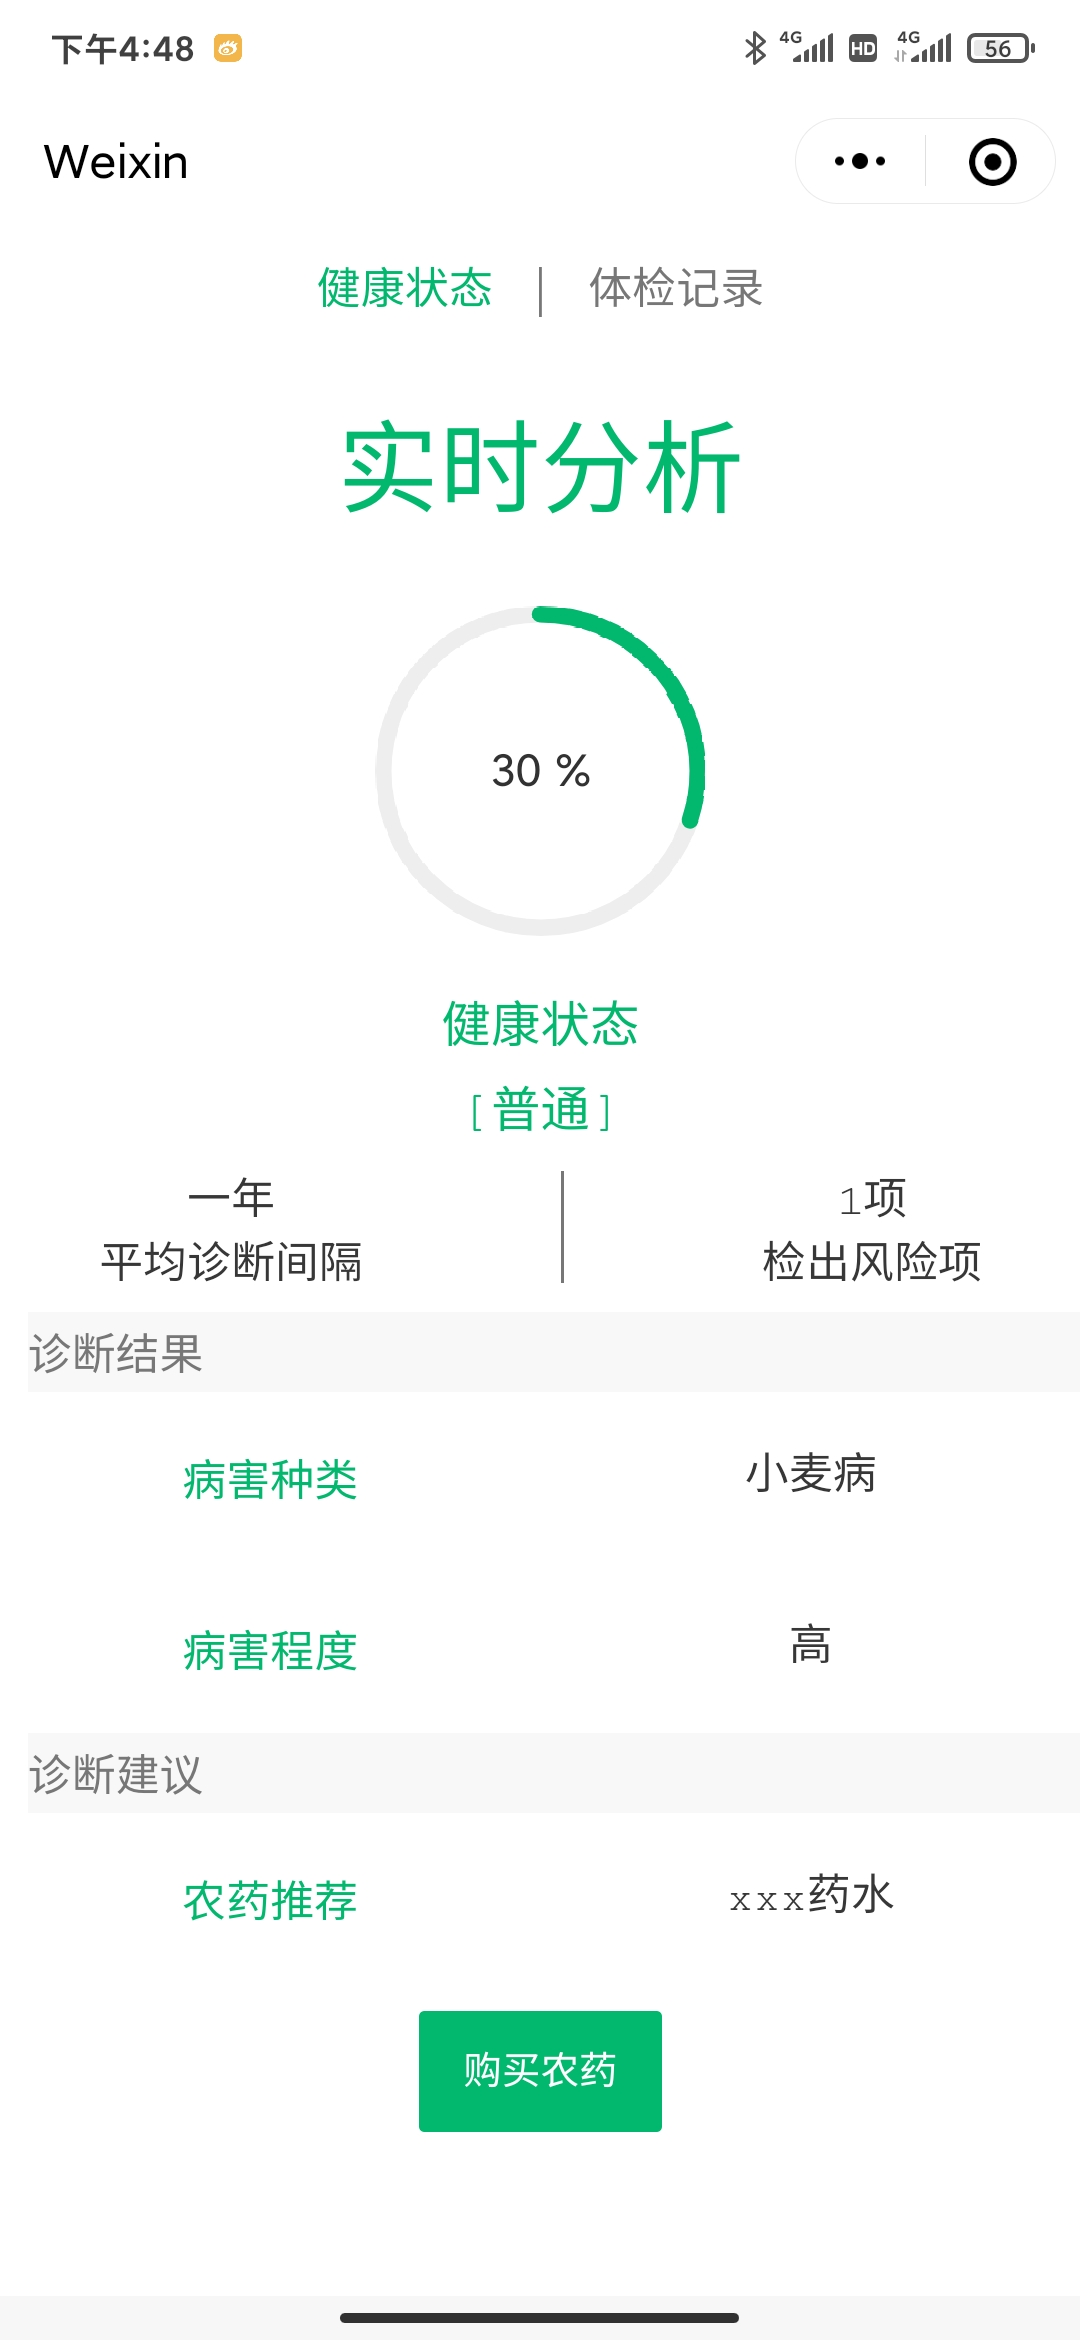 下午4:48
4G HD 4G 56
Weixin
健康状态 | 体检记录
实时分析
30 %
健康状态
[普通]
一年 1项
平均诊断间隔 检出风险项
诊断结果
病害种类 小麦病
病害程度 高
诊断建议
农药推荐 xxx药水
购买农药